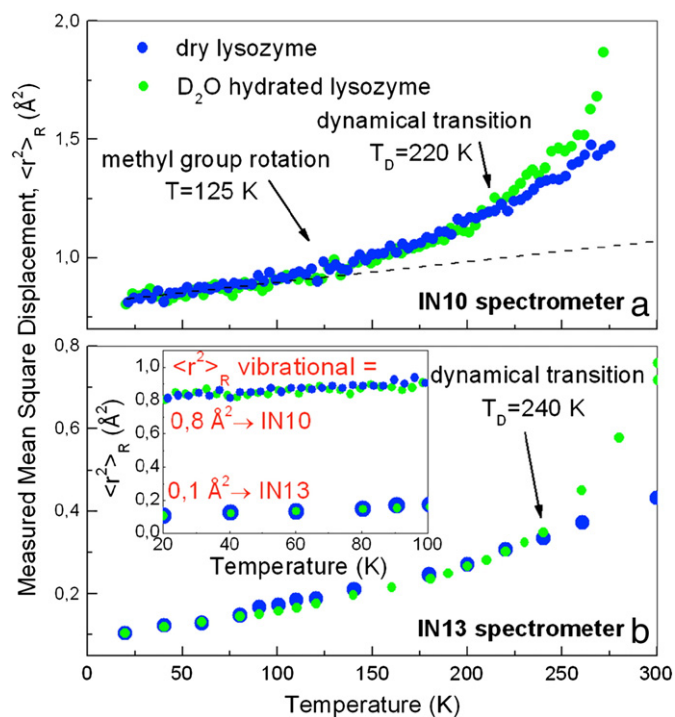 2,0
dry lysozyme
D2O hydrated lysozyme
dynamical transition
TD=220 K
1,5
methyl group rotation
T=125 K
1,0
IN10 spectrometer a
Measured Mean Square Displacement, <r²>R (Å²)
0,8
<r²>R vibrational =
1.0
0.8
0,8 Å²→ IN10
0.6
<r²>R (Å²)
0.4
0,1 Å²→ IN13
0.2
0.0
20 40 60 80 100
Temperature (K)
dynamical transition
TD=240 K
0,6
0,4
0,2
IN13 spectrometer b
0 50 100 150 200 250 300
Temperature (K)